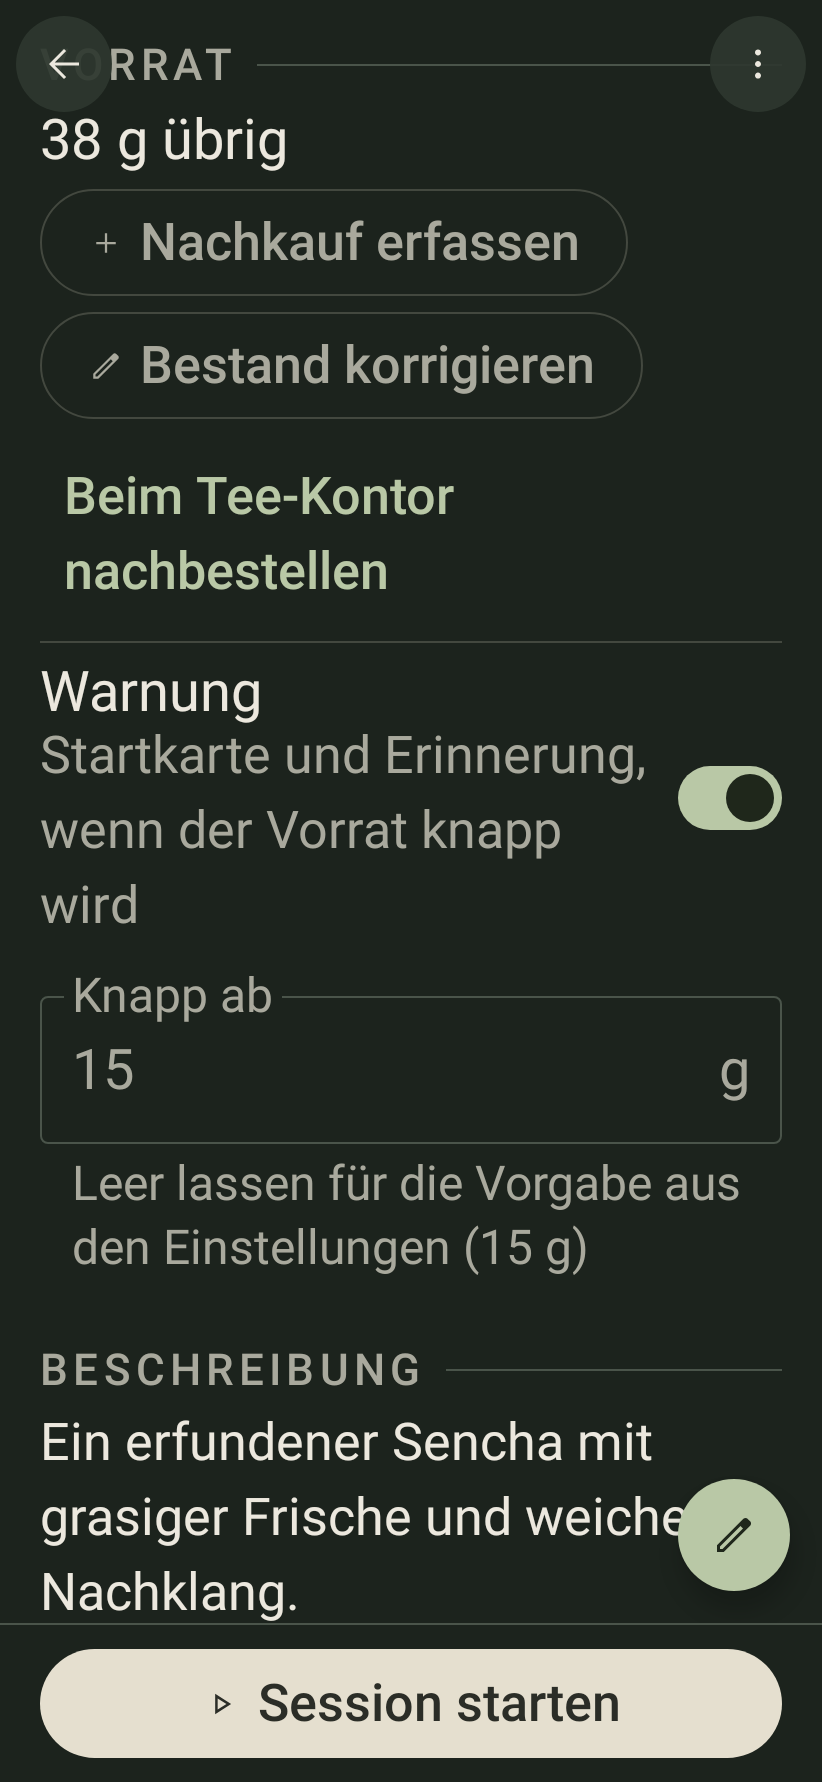 VORRAT
38 g übrig
Nachkauf erfassen
Bestand korrigieren
Beim Tee-Kontor
nachbestellen
Warnung
Startkarte und Erinnerung,
wenn der Vorrat knapp
wird
Knapp ab
15 g
Leer lassen für die Vorgabe aus
den Einstellungen (15 g)
BESCHREIBUNG
Ein erfundener Sencha mit
grasiger Frische und
Nachklang.
Session starten